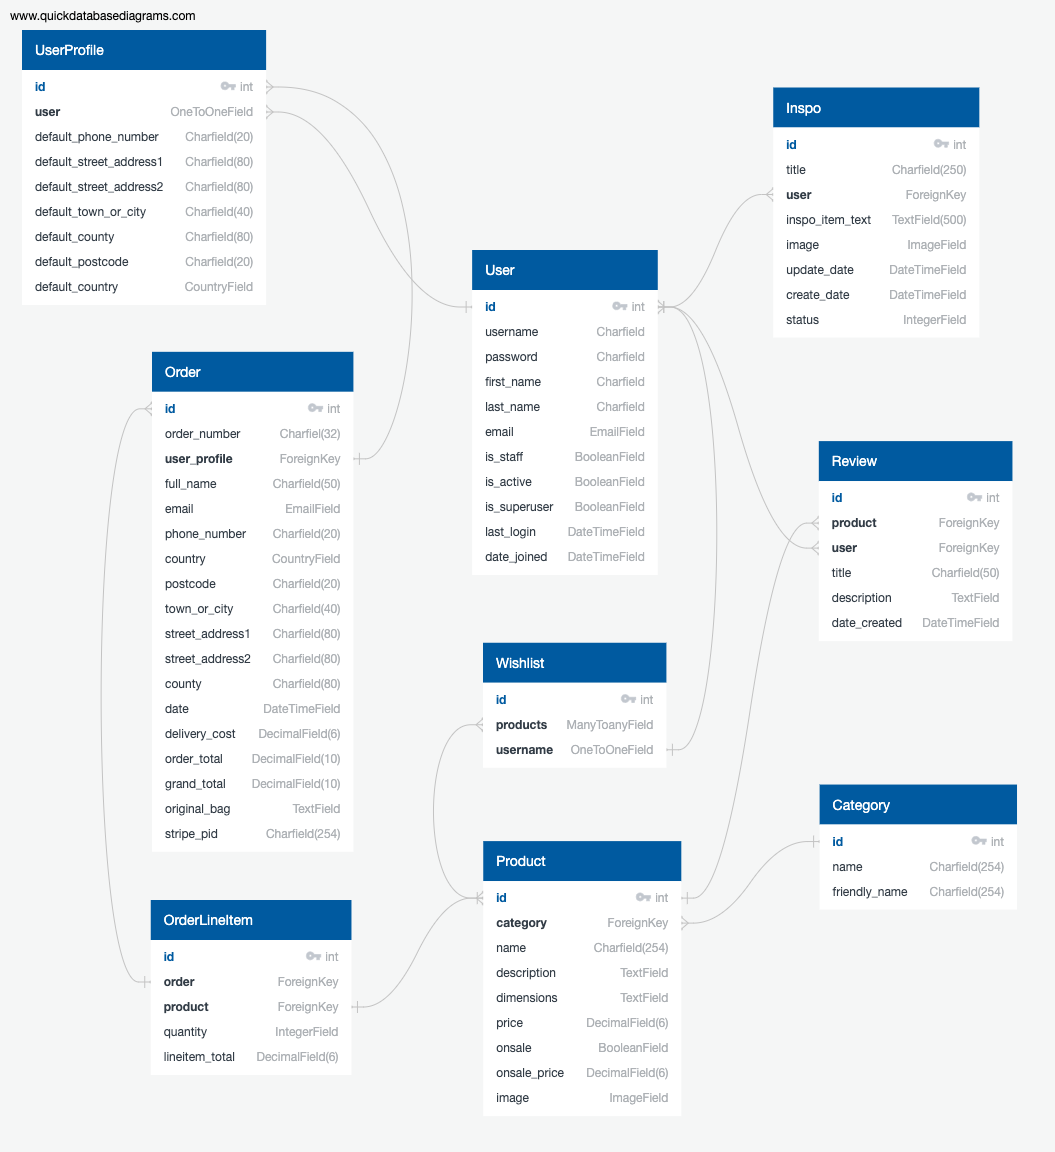 www.quickdatabasediagrams.com
UserProfile
id int
user OneToOneField
default_phone_number Charfield(20)
default_street_address1 Charfield(80)
default_street_address2 Charfield(80)
default_town_or_city Charfield(40)
default_county Charfield(80)
default_postcode Charfield(20)
default_country CountryField
Inspo
id int
title Charfield(250)
user ForeignKey
inspo_item_text TextField(500)
image ImageField
update_date DateTimeField
create_date DateTimeField
status IntegerField
User
id int
username Charfield
password Charfield
first_name Charfield
last_name Charfield
email EmailField
is_staff BooleanField
is_active BooleanField
is_superuser BooleanField
last_login DateTimeField
date_joined DateTimeField
Order
id int
order_number Charfiel(32)
user_profile ForeignKey
full_name Charfield(50)
email EmailField
phone_number Charfield(20)
country CountryField
postcode Charfield(20)
town_or_city Charfield(40)
street_address1 Charfield(80)
street_address2 Charfield(80)
county Charfield(80)
date DateTimeField
delivery_cost DecimalField(6)
order_total DecimalField(10)
grand_total DecimalField(10)
original_bag TextField
stripe_pid Charfield(254)
Review
id int
product ForeignKey
user ForeignKey
title Charfield(50)
description TextField
date_created DateTimeField
Wishlist
id int
products ManyToanyField
username OneToOneField
Category
id int
name Charfield(254)
friendly_name Charfield(254)
Product
id int
category ForeignKey
name Charfield(254)
description TextField
dimensions TextField
price DecimalField(6)
onsale BooleanField
onsale_price DecimalField(6)
image ImageField
OrderLineItem
id int
order ForeignKey
product ForeignKey
quantity IntegerField
lineitem_total DecimalField(6)